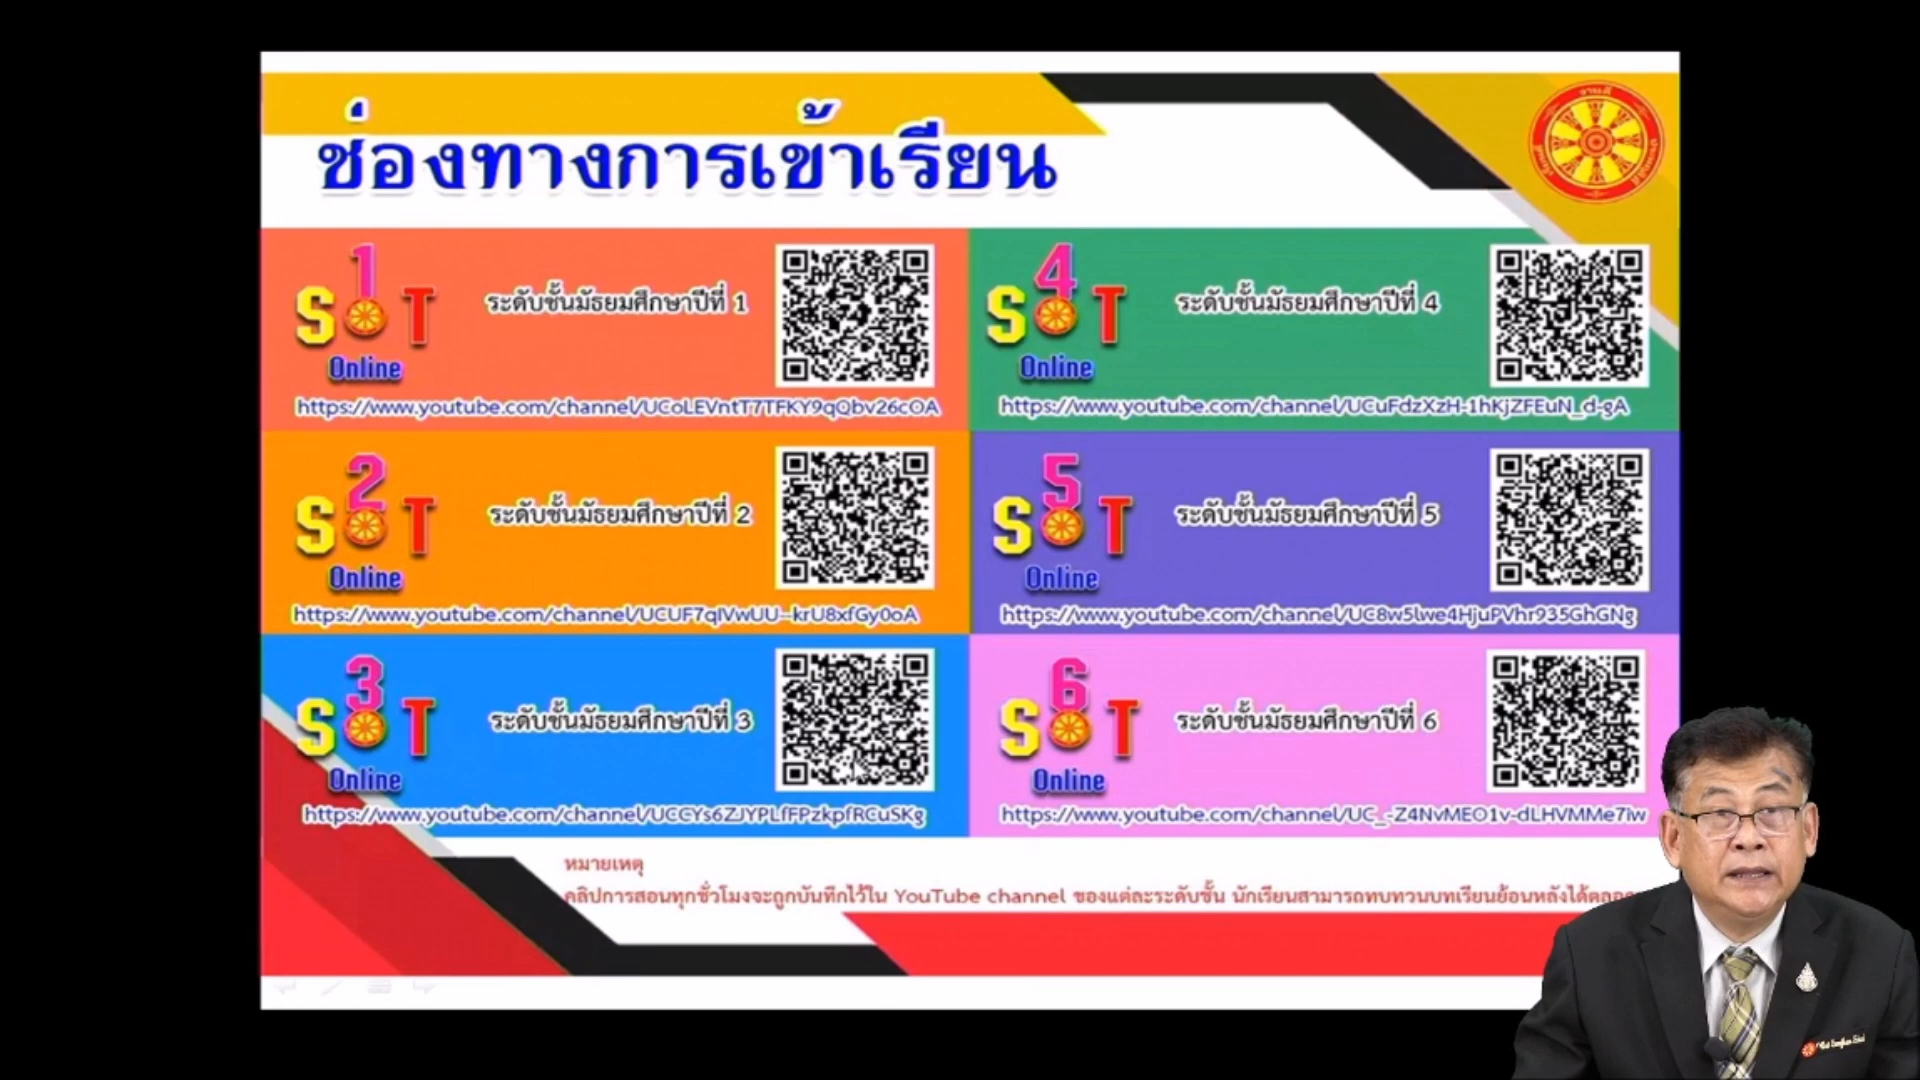 ช่องทางการเข้าเรียน
1
SOT
Online
ระดับชั้นมัธยมศึกษาปีที่ 1
https://www.youtube.com/channel/UCoLEVntT7TFKY9qQbv26cOA
4
SOT
Online
ระดับชั้นมัธยมศึกษาปีที่ 4
https://www.youtube.com/channel/UCuFdzXzH-1hKjZFEuN_d-gA
2
SOT
Online
ระดับชั้นมัธยมศึกษาปีที่ 2
https://www.youtube.com/channel/UCUF7qIVwUU--krU8xfGy0oA
5
SOT
Online
ระดับชั้นมัธยมศึกษาปีที่ 5
https://www.youtube.com/channel/UC8w5lwe4HjuPVhr935GhGNg
3
SOT
Online
ระดับชั้นมัธยมศึกษาปีที่ 3
https://www.youtube.com/channel/UCCYs6ZJYPLfFPzkpfRCuSKg
6
SOT
Online
ระดับชั้นมัธยมศึกษาปีที่ 6
https://www.youtube.com/channel/UC_-Z4NvMEO1v-dLHVMMe7lw
หมายเหตุ
คลิปการสอนทุกชั่วโมงจะถูกบันทึกไว้ใน YouTube channel ของแต่ละระดับชั้น นักเรียนสามารถทบทวนบทเรียนย้อนหลังได้